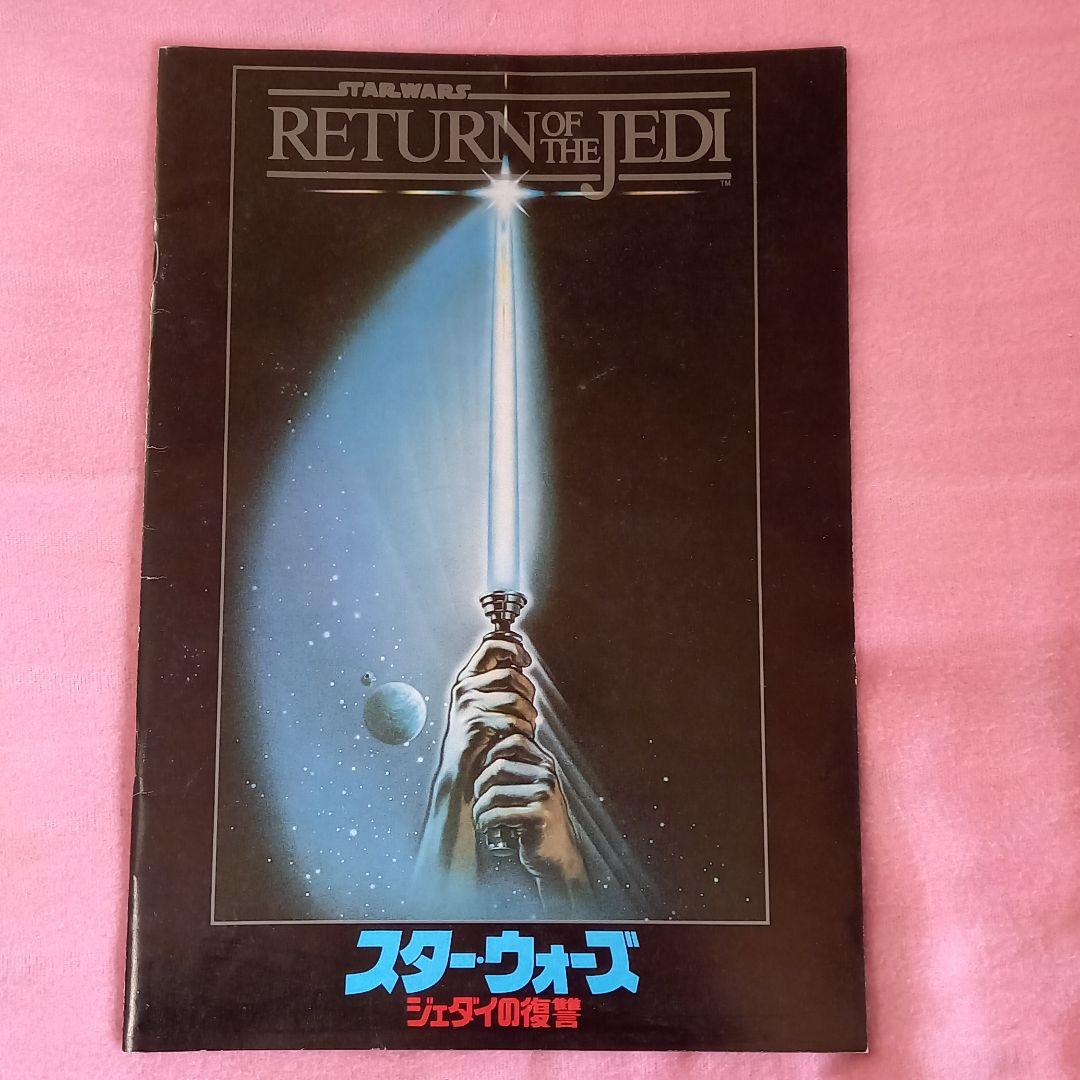 STAR WARS
RETURN OF THE JEDI
TM
スター・ウォーズ
ジェダイの復讐